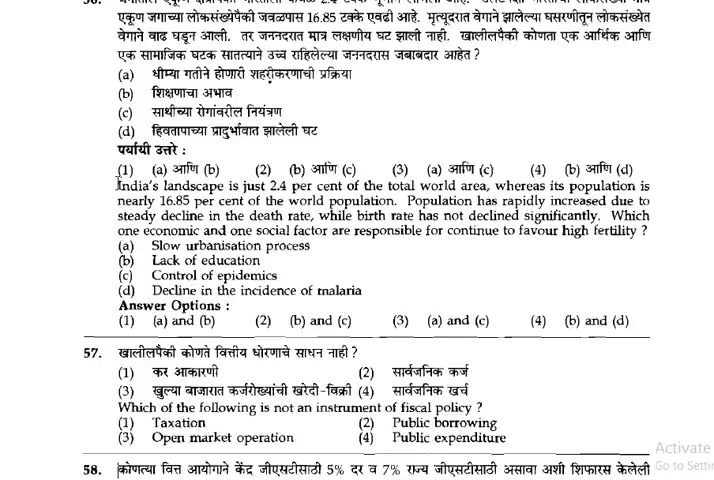 एकूण जगाच्या लोकसंख्येपैकी जवळपास 16.85 टक्के एवढी आहे. मृत्यूदरात वेगाने झालेल्या घसरणीतून लोकसंख्येत
वेगाने वाढ घडून आली. तर जननदरात मात्र लक्षणीय घट झाली नाही. खालीलपैकी कोणता एक आर्थिक आणि
एक सामाजिक घटक सातत्याने उच्च राहिलेल्या जननदरास जबाबदार आहेत ?
(a) धीम्या गतीने होणारी शहरीकरणाची प्रक्रिया
(b) शिक्षणाचा अभाव
(c) साथीच्या रोगांवरील नियंत्रण
(d) हिवतापाच्या प्रादुर्भावात झालेली घट
पर्यायी उत्तरे :
(1) (a) आणि (b) (2) (b) आणि (c) (3) (a) आणि (c) (4) (b) आणि (d)
India's landscape is just 2.4 per cent of the total world area, whereas its population is
nearly 16.85 per cent of the world population. Population has rapidly increased due to
steady decline in the death rate, while birth rate has not declined significantly. Which
one economic and one social factor are responsible for continue to favour high fertility ?
(a) Slow urbanisation process
(b) Lack of education
(c) Control of epidemics
(d) Decline in the incidence of malaria
Answer Options :
(1) (a) and (b) (2) (b) and (c) (3) (a) and (c) (4) (b) and (d)
57. खालीलपैकी कोणते वित्तीय धोरणाचे साधन नाही ?
(1) कर आकारणी (2) सार्वजनिक कर्ज
(3) खुल्या बाजारात कर्जरोख्यांची खरेदी-विक्री (4) सार्वजनिक खर्च
Which of the following is not an instrument of fiscal policy ?
(1) Taxation (2) Public borrowing
(3) Open market operation (4) Public expenditure
Activate
Go to Setti
58. कोणत्या वित्त आयोगाने केंद्र जीएसटीसाठी 5% दर व 7% राज्य जीएसटीसाठी असावा अशी शिफारस केलेली